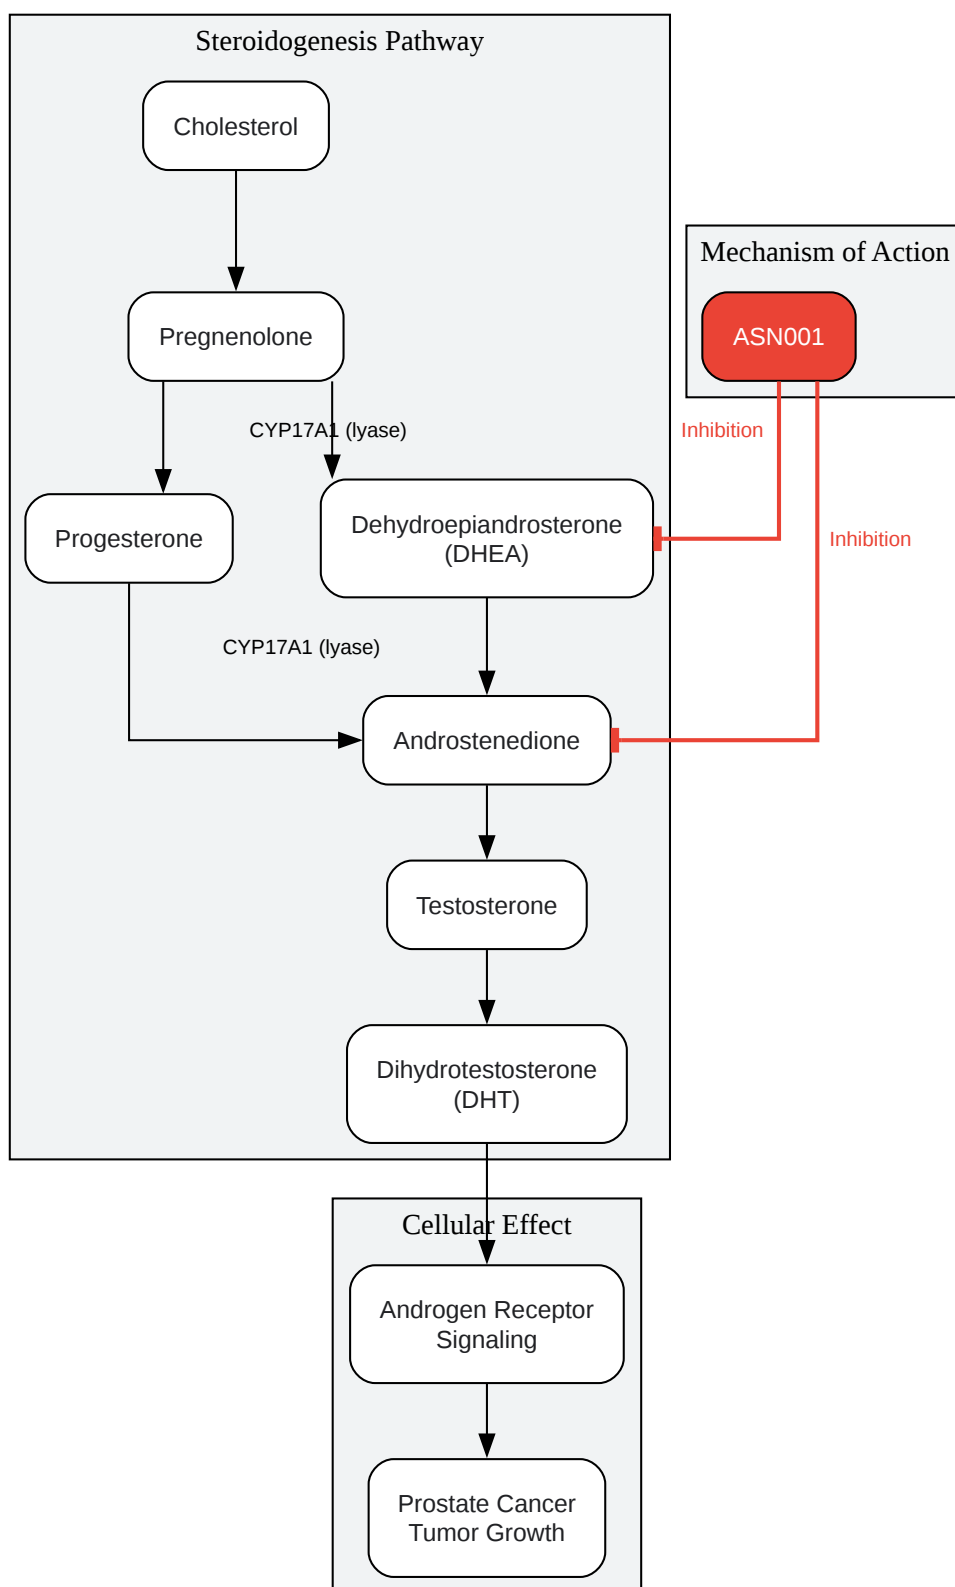 Steroidogenesis Pathway
Cholesterol
Mechanism of Action
Pregnenolone
ASN001
CYP17A1 (lyase)
Inhibition
Progesterone
Dehydroepiandrosterone
(DHEA)
Inhibition
CYP17A1 (lyase)
Androstenedione
Testosterone
Dihydrotestosterone
(DHT)
Cellular Effect
Androgen Receptor
Signaling
Prostate Cancer
Tumor Growth